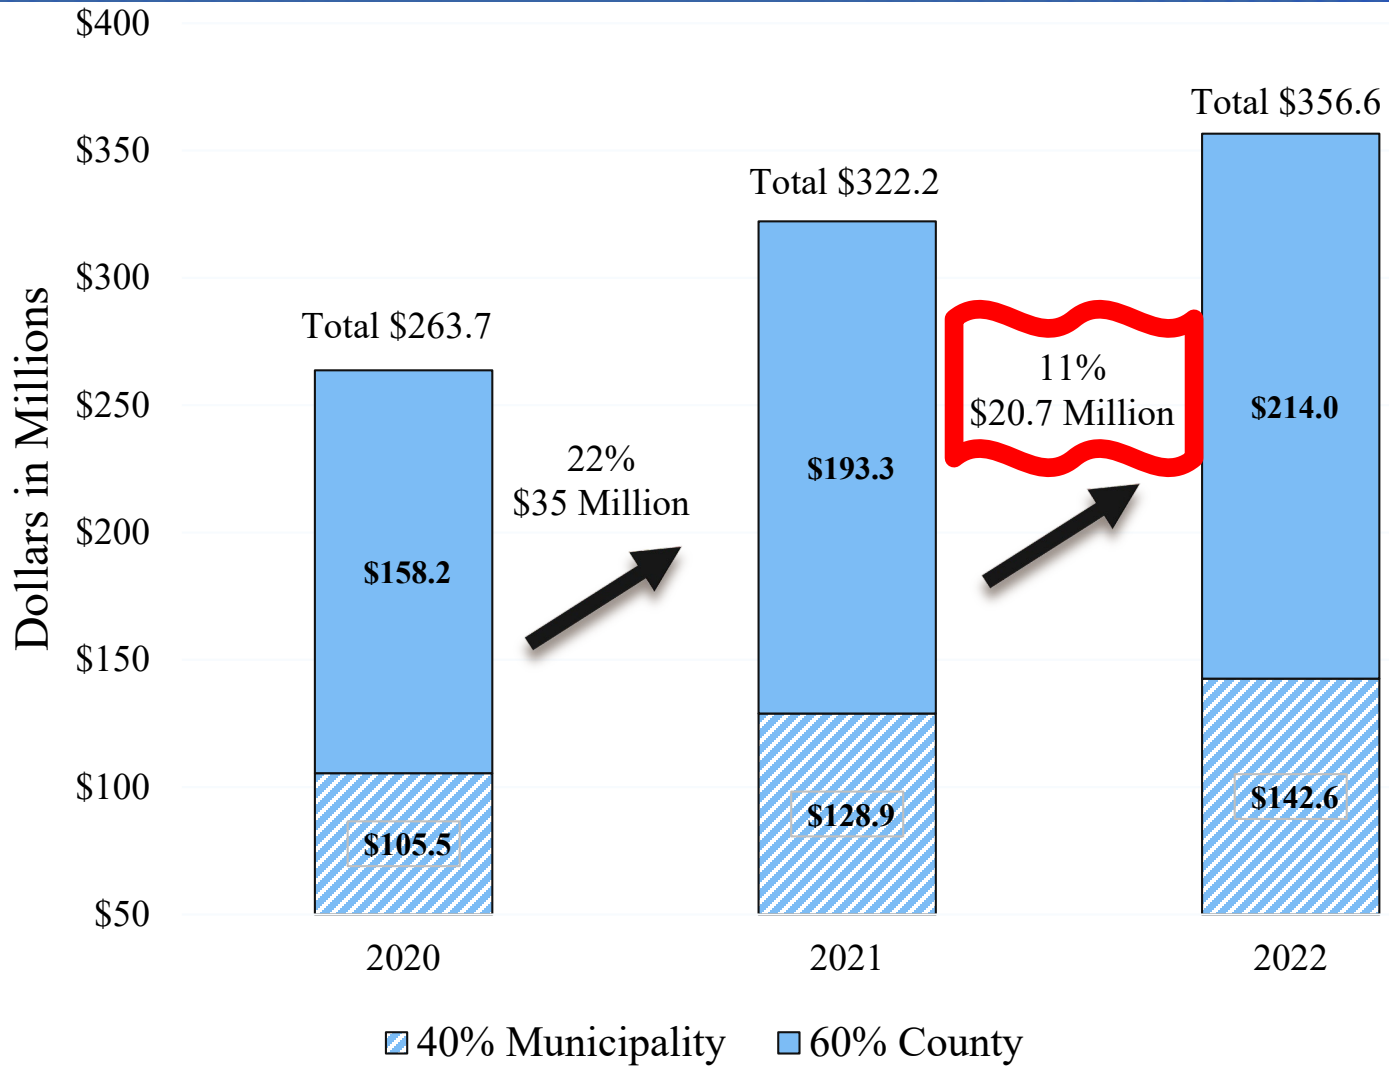 Dollars in Millions
$400
$350
$300
$250
$200
$150
$100
$50
Total $263.7
$158.2
$105.5
22%
$35 Million
Total $322.2
$193.3
$128.9
11%
$20.7 Million
Total $356.6
$214.0
$142.6
2020
2021
2022
40% Municipality
60% County